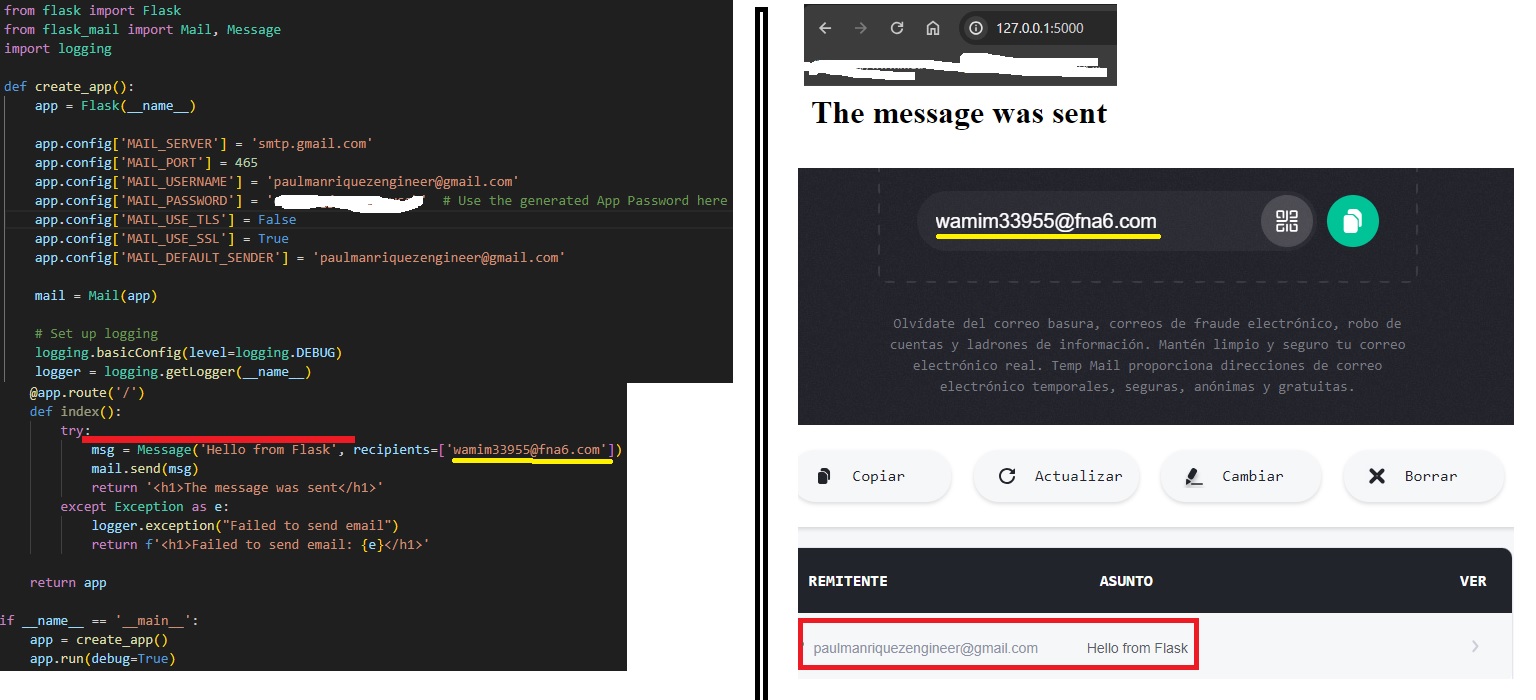 from flask import Flask
from flask_mail import Mail, Message
import logging
def create_app():
app = Flask(__name__)
app.config['MAIL_SERVER'] = 'smtp.gmail.com'
app.config['MAIL_PORT'] = 465
app.config['MAIL_USERNAME'] = 'paulmanriquezengineer@gmail.com'
app.config['MAIL_PASSWORD'] = ' ' # Use the generated App Password here
app.config['MAIL_USE_TLS'] = False
app.config['MAIL_USE_SSL'] = True
app.config['MAIL_DEFAULT_SENDER'] = 'paulmanriquezengineer@gmail.com'
mail = Mail(app)
# Set up logging
logging.basicConfig(level=logging.DEBUG)
logger = logging.getLogger(__name__)
@app.route('/')
def index():
try:
msg = Message('Hello from Flask', recipients=['wamim33955@fna6.com'])
mail.send(msg)
return '<h1>The message was sent</h1>'
except Exception as e:
logger.exception("Failed to send email")
return f'<h1>Failed to send email: {e}</h1>'
return app
if __name__ == '__main__':
app = create_app()
app.run(debug=True)
127.0.0.1:5000
The message was sent
wamim33955@fna6.com
Olvídate del correo basura, correos de fraude electrónico, robo de
cuentas y ladrones de información. Mantén limpio y seguro tu correo
electrónico real. Temp Mail proporciona direcciones de correo
electrónico temporales, seguras, anónimas y gratuitas.
Copiar
Actualizar
Cambiar
Borrar
REMITENTE ASUNTO VER
paulmanriquezengineer@gmail.com Hello from Flask